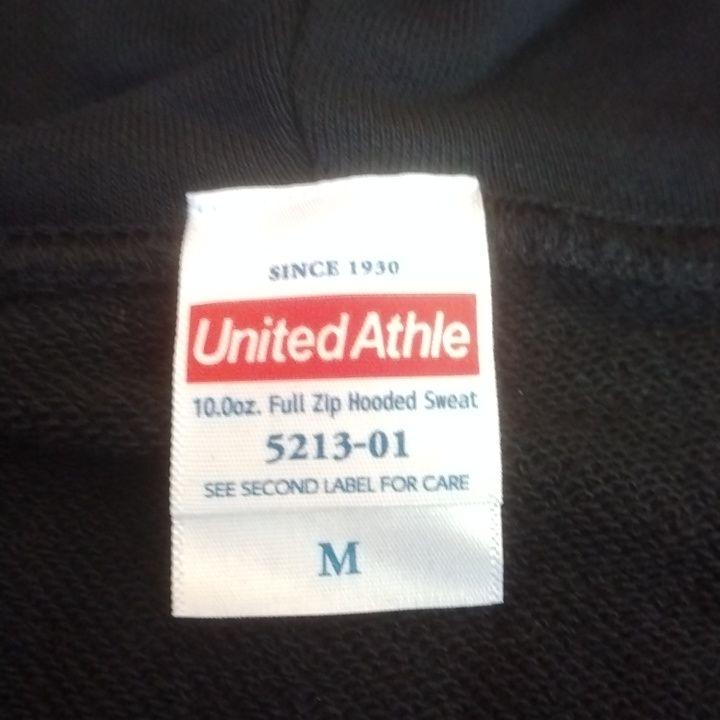 SINCE 1930
United Athle
10.0oz. Full Zip Hooded Sweat
5213-01
SEE SECOND LABEL FOR CARE
M